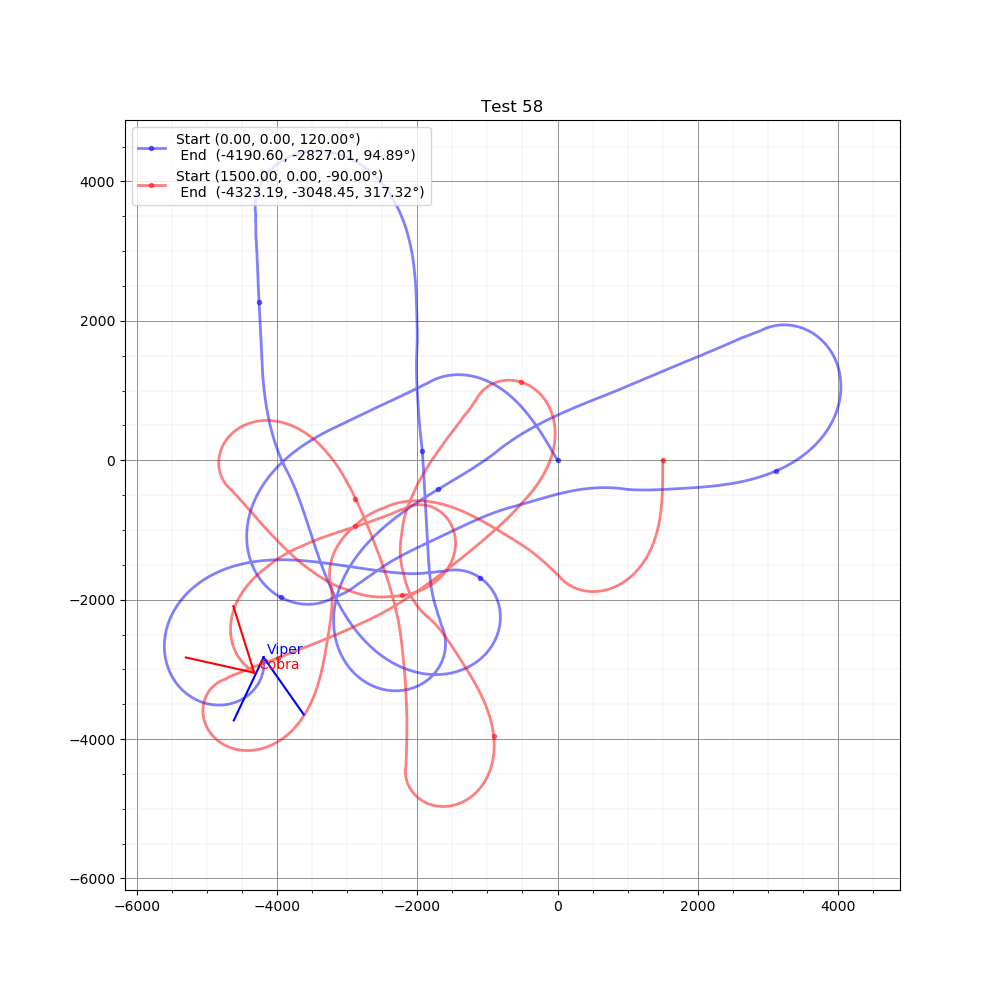 Test 58
Start (0.00, 0.00, 120.00°)
End (-4190.60, -2827.01, 94.89°)
Start (1500.00, 0.00, -90.00°)
End (-4323.19, -3048.45, 317.32°)
4000
2000
0
−2000
−4000
−6000
Viper
Cobra
−6000 −4000 −2000 0 2000 4000